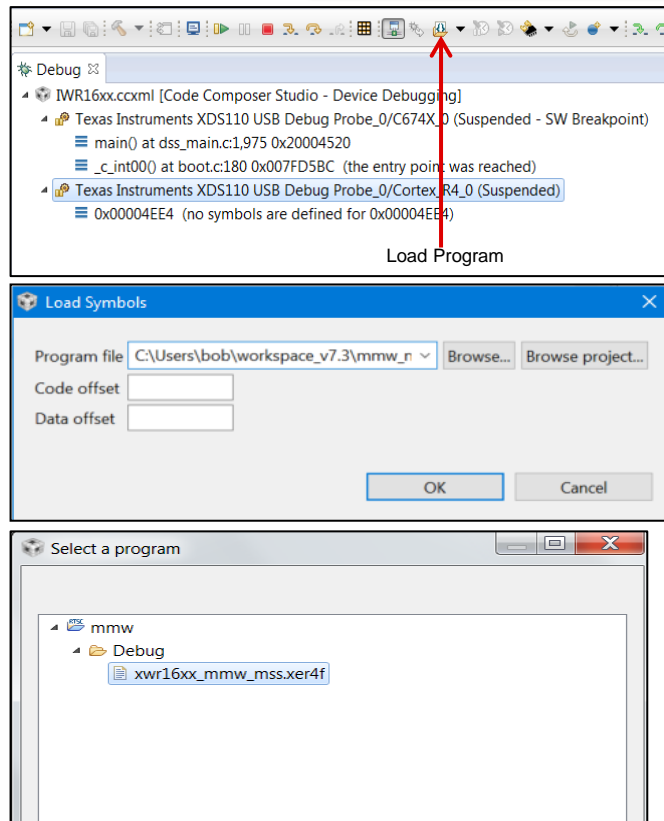 Debug
IWR16xx.ccxml [Code Composer Studio - Device Debugging]
Texas Instruments XDS110 USB Debug Probe_0/C674X_0 (Suspended - SW Breakpoint)
main() at dss_main.c:1,975 0x20004520
_c_int00() at boot.c:180 0x007FD5BC (the entry point was reached)
Texas Instruments XDS110 USB Debug Probe_0/Cortex_R4_0 (Suspended)
0x00004EE4 (no symbols are defined for 0x00004EE4)
Load Program
Load Symbols
Program file C:\Users\bob\workspace_v7.3\mmw_r Browse... Browse project...
Code offset
Data offset
OK Cancel
Select a program
RTSC mmw
Debug
xwr16xx_mmw_mss.xer4f